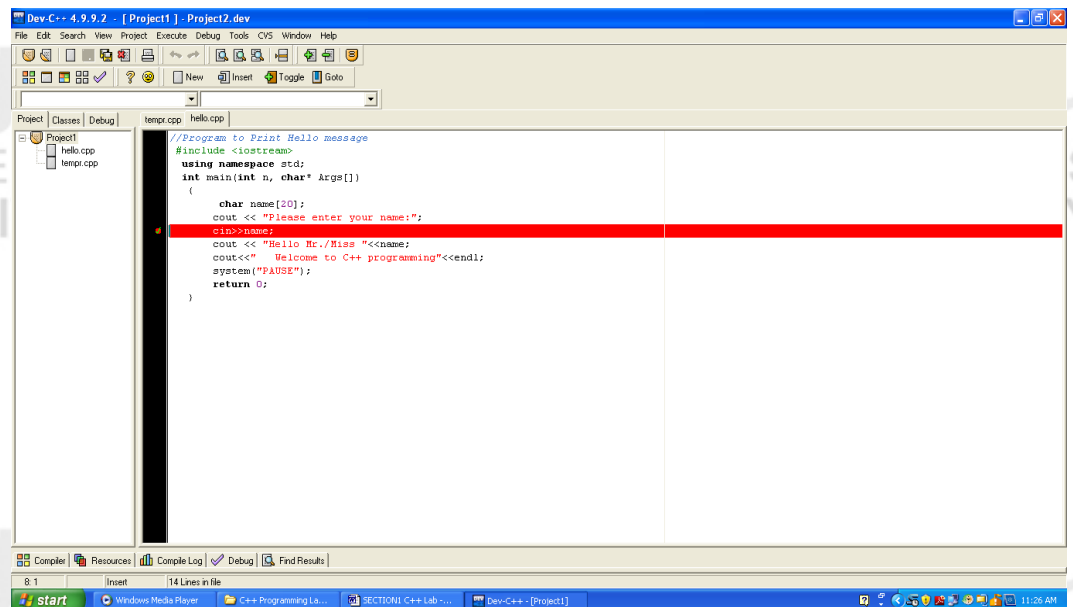 Dev-C++ 4.9.9.2 - [ Project1 ] - Project2.dev
File Edit Search View Project Execute Debug Tools CVS Window Help
New Insert Toggle Goto
Project Classes Debug
tempr.cpp hello.cpp
Project1
hello.cpp
tempr.cpp
//Program to Print Hello message
#include <iostream>
using namespace std;
int main(int n, char* Args[])
{
char name[20];
cout << "Please enter your name:";
cin>>name;
cout << "Hello Mr./Miss "<<name;
cout<<"   Welcome to C++ programming"<<endl;
system("PAUSE");
return 0;
}
Compiler Resources Compile Log Debug Find Results
8: 1 Insert 14 Lines in file
start Windows Media Player C++ Programming La... SECTION1 C++ Lab -... Dev-C++ - [Project1] 11:26 AM